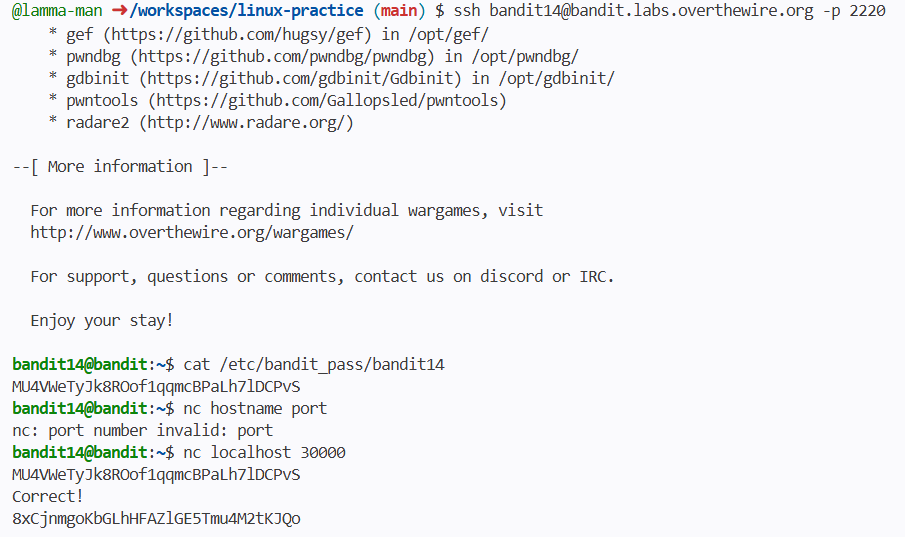 @lamma-man ➜/workspaces/linux-practice (main) $ ssh bandit14@bandit.labs.overthewire.org -p 2220
* gef (https://github.com/hugsy/gef) in /opt/gef/
* pwndbg (https://github.com/pwndbg/pwndbg) in /opt/pwndbg/
* gdbinit (https://github.com/gdbinit/Gdbinit) in /opt/gdbinit/
* pwntools (https://github.com/Gallopsled/pwntools)
* radare2 (http://www.radare.org/)
--[ More information ]--
For more information regarding individual wargames, visit
http://www.overthewire.org/wargames/
For support, questions or comments, contact us on discord or IRC.
Enjoy your stay!
bandit14@bandit:~$ cat /etc/bandit_pass/bandit14
MU4VWeTyJk8ROof1qqmcBPaLh7lDCPvS
bandit14@bandit:~$ nc hostname port
nc: port number invalid: port
bandit14@bandit:~$ nc localhost 30000
MU4VWeTyJk8ROof1qqmcBPaLh7lDCPvS
Correct!
8xCjnmgoKbGLhHFAZlGE5Tmu4M2tKJQo